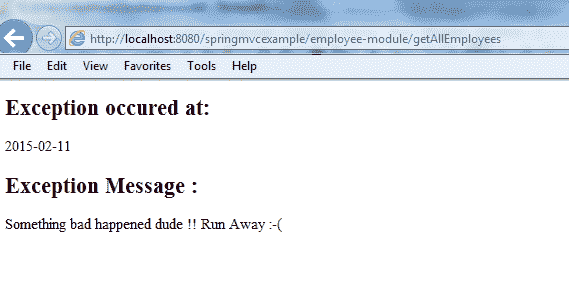 http://localhost:8080/springmvcexample/employee-module/getAllEmployees
File Edit View Favorites Tools Help
Exception occured at:
2015-02-11
Exception Message :
Something bad happened dude !! Run Away :-(